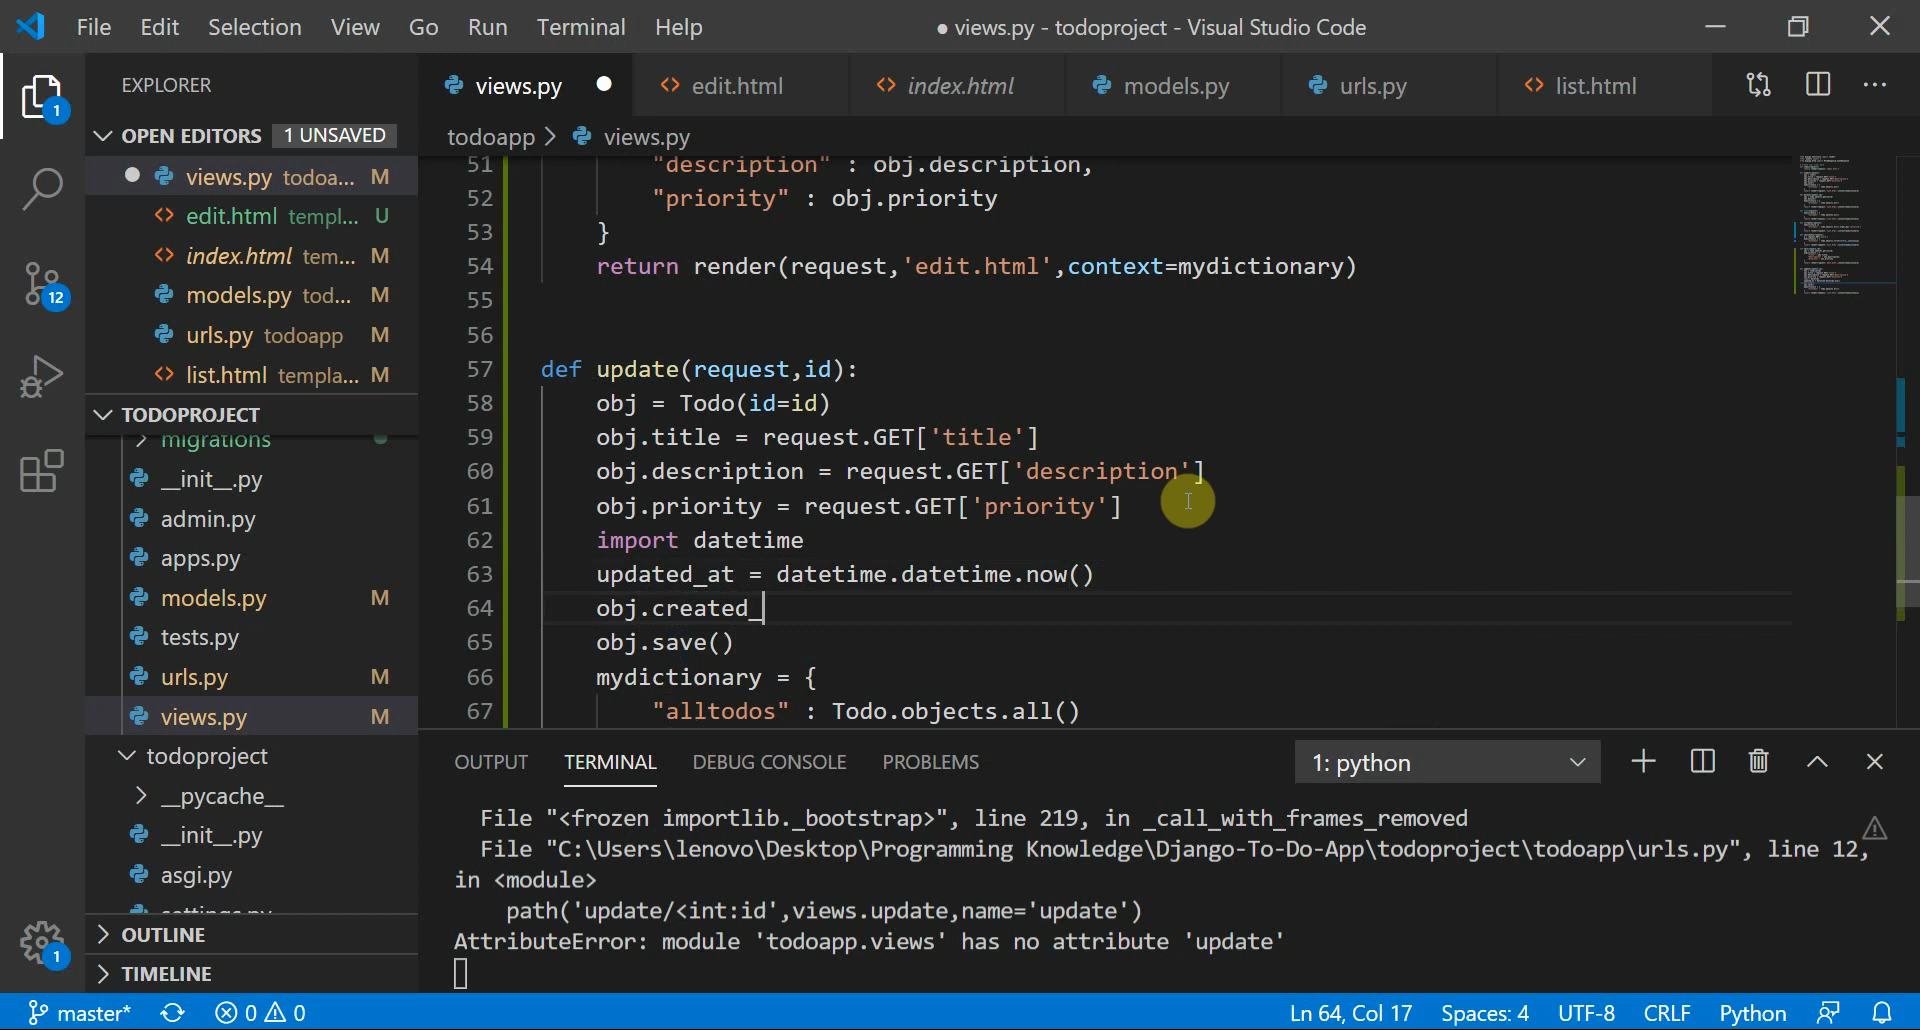 File Edit Selection View Go Run Terminal Help
● views.py - todoproject - Visual Studio Code
EXPLORER
OPEN EDITORS 1 UNSAVED
views.py todoa... M
edit.html templ... U
index.html tem... M
models.py tod... M
urls.py todoapp M
list.html templa... M
TODOPROJECT
migrations
__init__.py
admin.py
apps.py
models.py M
tests.py
urls.py M
views.py M
todoproject
__pycache__
__init__.py
asgi.py
settings.py
OUTLINE
TIMELINE
views.py edit.html index.html models.py urls.py list.html
todoapp > views.py
51 "description" : obj.description,
52 "priority" : obj.priority
53 }
54 return render(request,'edit.html',context=mydictionary)
55
56
57 def update(request,id):
58 obj = Todo(id=id)
59 obj.title = request.GET['title']
60 obj.description = request.GET['description']
61 obj.priority = request.GET['priority']
62 import datetime
63 updated_at = datetime.datetime.now()
64 obj.created_
65 obj.save()
66 mydictionary = {
67 "alltodos" : Todo.objects.all()
OUTPUT TERMINAL DEBUG CONSOLE PROBLEMS 1: python
File "<frozen importlib._bootstrap>", line 219, in _call_with_frames_removed
File "C:\Users\lenovo\Desktop\Programming Knowledge\Django-To-Do-App\todoproject\todoapp\urls.py", line 12,
in <module>
path('update/<int:id',views.update,name='update')
AttributeError: module 'todoapp.views' has no attribute 'update'
1
12
1
master* 0 0 Ln 64, Col 17 Spaces: 4 UTF-8 CRLF Python